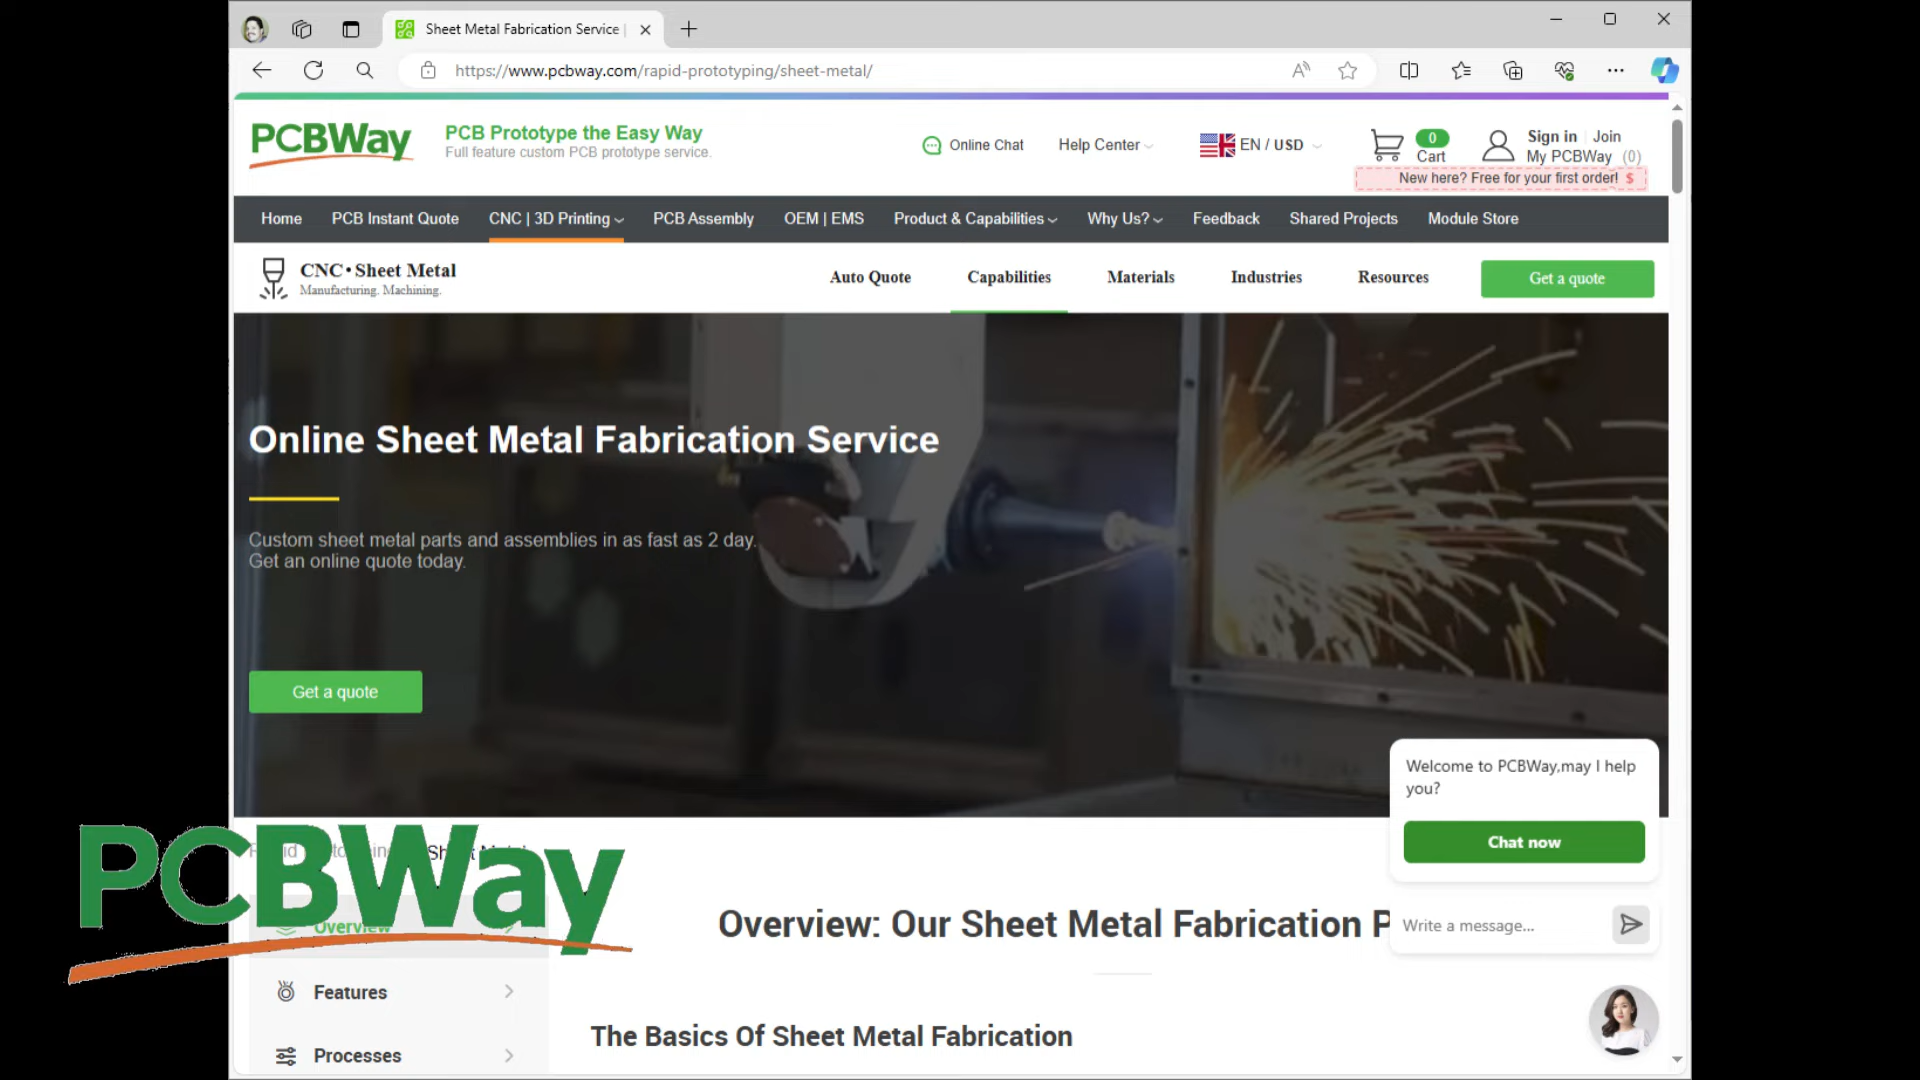 Sheet Metal Fabrication Service |
https://www.pcbway.com/rapid-prototyping/sheet-metal/
PCBWay
PCB Prototype the Easy Way
Full feature custom PCB prototype service.
Online Chat
Help Center
EN / USD
0
Cart
Sign in
Join
My PCBWay (0)
New here? Free for your first order! $
Home
PCB Instant Quote
CNC | 3D Printing
PCB Assembly
OEM | EMS
Product & Capabilities
Why Us?
Feedback
Shared Projects
Module Store
CNC•Sheet Metal
Manufacturing. Machining.
Auto Quote
Capabilities
Materials
Industries
Resources
Get a quote
Online Sheet Metal Fabrication Service
Custom sheet metal parts and assemblies in as fast as 2 day.
Get an online quote today.
Get a quote
Welcome to PCBWay,may I help
you?
Chat now
Write a message...
PCBWay
Overview
Features
Processes
Overview: Our Sheet Metal Fabrication P
The Basics Of Sheet Metal Fabrication